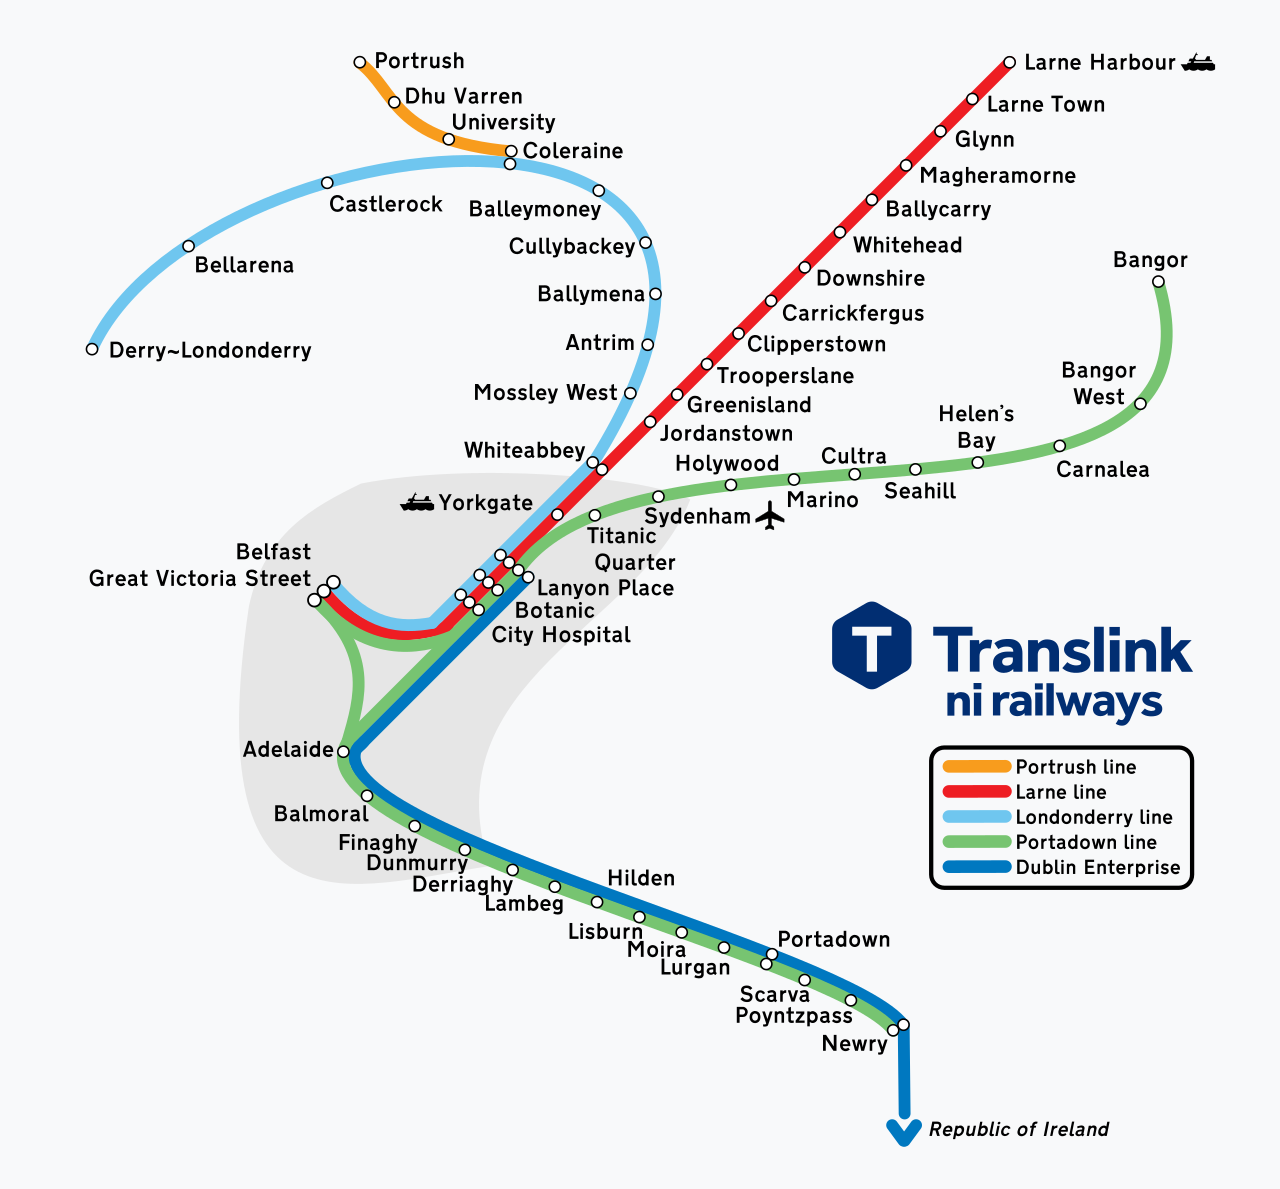 Portrush
Dhu Varren
University
Coleraine
Castlerock
Balleymoney
Bellarena
Cullybackey
Ballymena
Derry~Londonderry
Antrim
Mossley West
Whiteabbey
Larne Harbour
Larne Town
Glynn
Magheramorne
Ballycarry
Whitehead
Downshire
Carrickfergus
Clipperstown
Trooperslane
Greenisland
Jordanstown
Bangor
Bangor
West
Helen's
Bay
Carnalea
Cultra
Seahill
Holywood
Marino
Sydenham
Titanic
Quarter
Yorkgate
Belfast
Great Victoria Street
Lanyon Place
Botanic
City Hospital
Adelaide
Balmoral
Finaghy
Dunmurry
Derriaghy
Lambeg
Hilden
Lisburn
Moira
Lurgan
Portadown
Scarva
Poyntzpass
Newry
Republic of Ireland
T
Translink
ni railways
Portrush line
Larne line
Londonderry line
Portadown line
Dublin Enterprise